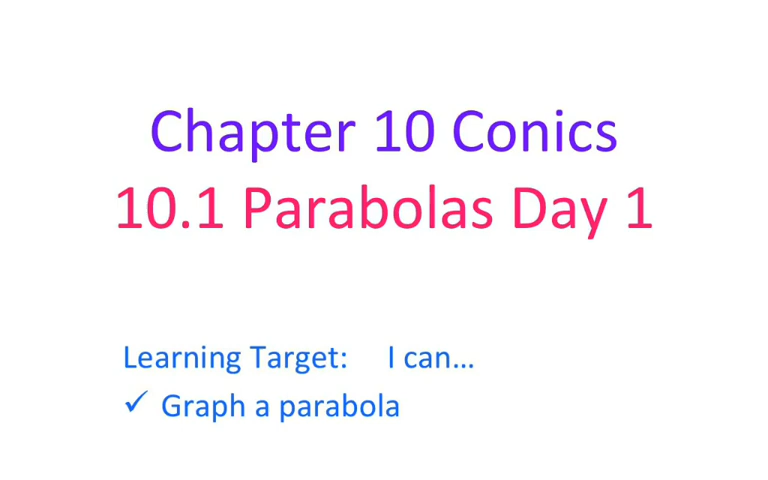 Chapter 10 Conics
10.1 Parabolas Day 1
Learning Target: I can…
✓ Graph a parabola